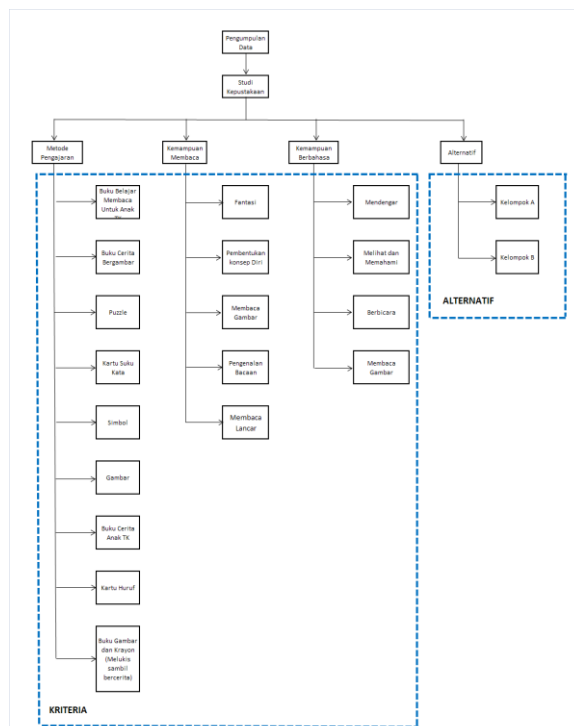 Pengumpulan
Data
Studi
Kepustakaan
Metode
Pengajaran
Kemampuan
Membaca
Kemampuan
Berbahasa
Alternatif
Buku Belajar
Membaca
Untuk Anak
Buku Cerita
Bergambar
Puzzle
Kartu Suku
Kata
Simbol
Gambar
Buku Cerita
Anak TK
Kartu Huruf
Buku Gambar
dan Krayon
(Melukis
sambil
bercerita)
Fantasi
Pembentukan
konsep Diri
Membaca
Gambar
Pengenalan
Bacaan
Membaca
Lancar
Mendengar
Melihat dan
Memahami
Berbicara
Membaca
Gambar
KRITERIA
Kelompok A
Kelompok B
ALTERNATIF